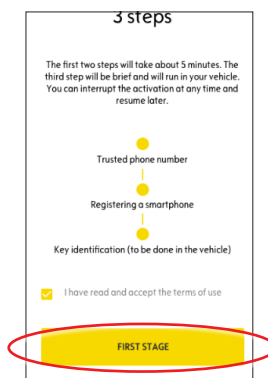 3 steps
The first two steps will take about 5 minutes. The
third step will be brief and will run in your vehicle.
You can interrupt the activation at any time and
resume later.
Trusted phone number
Registering a smartphone
Key identification (to be done in the vehicle)
I have read and accept the terms of use
FIRST STAGE